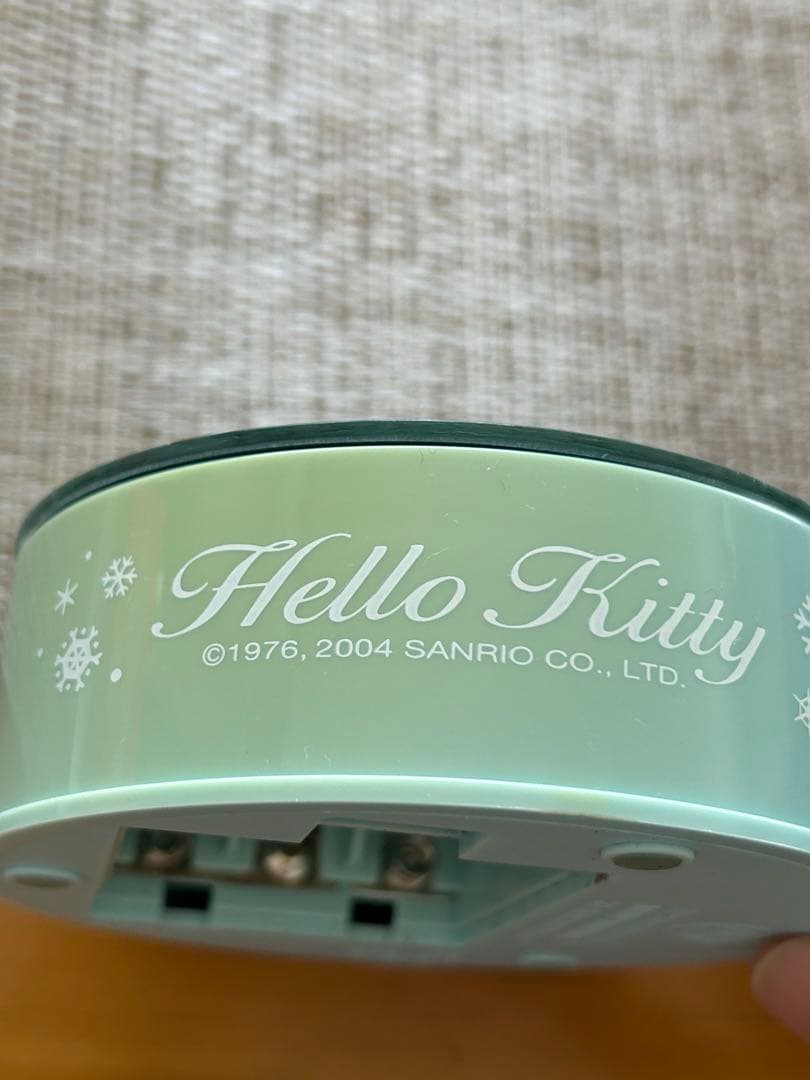 Hello Kitty
©1976, 2004 SANRIO CO., LTD.